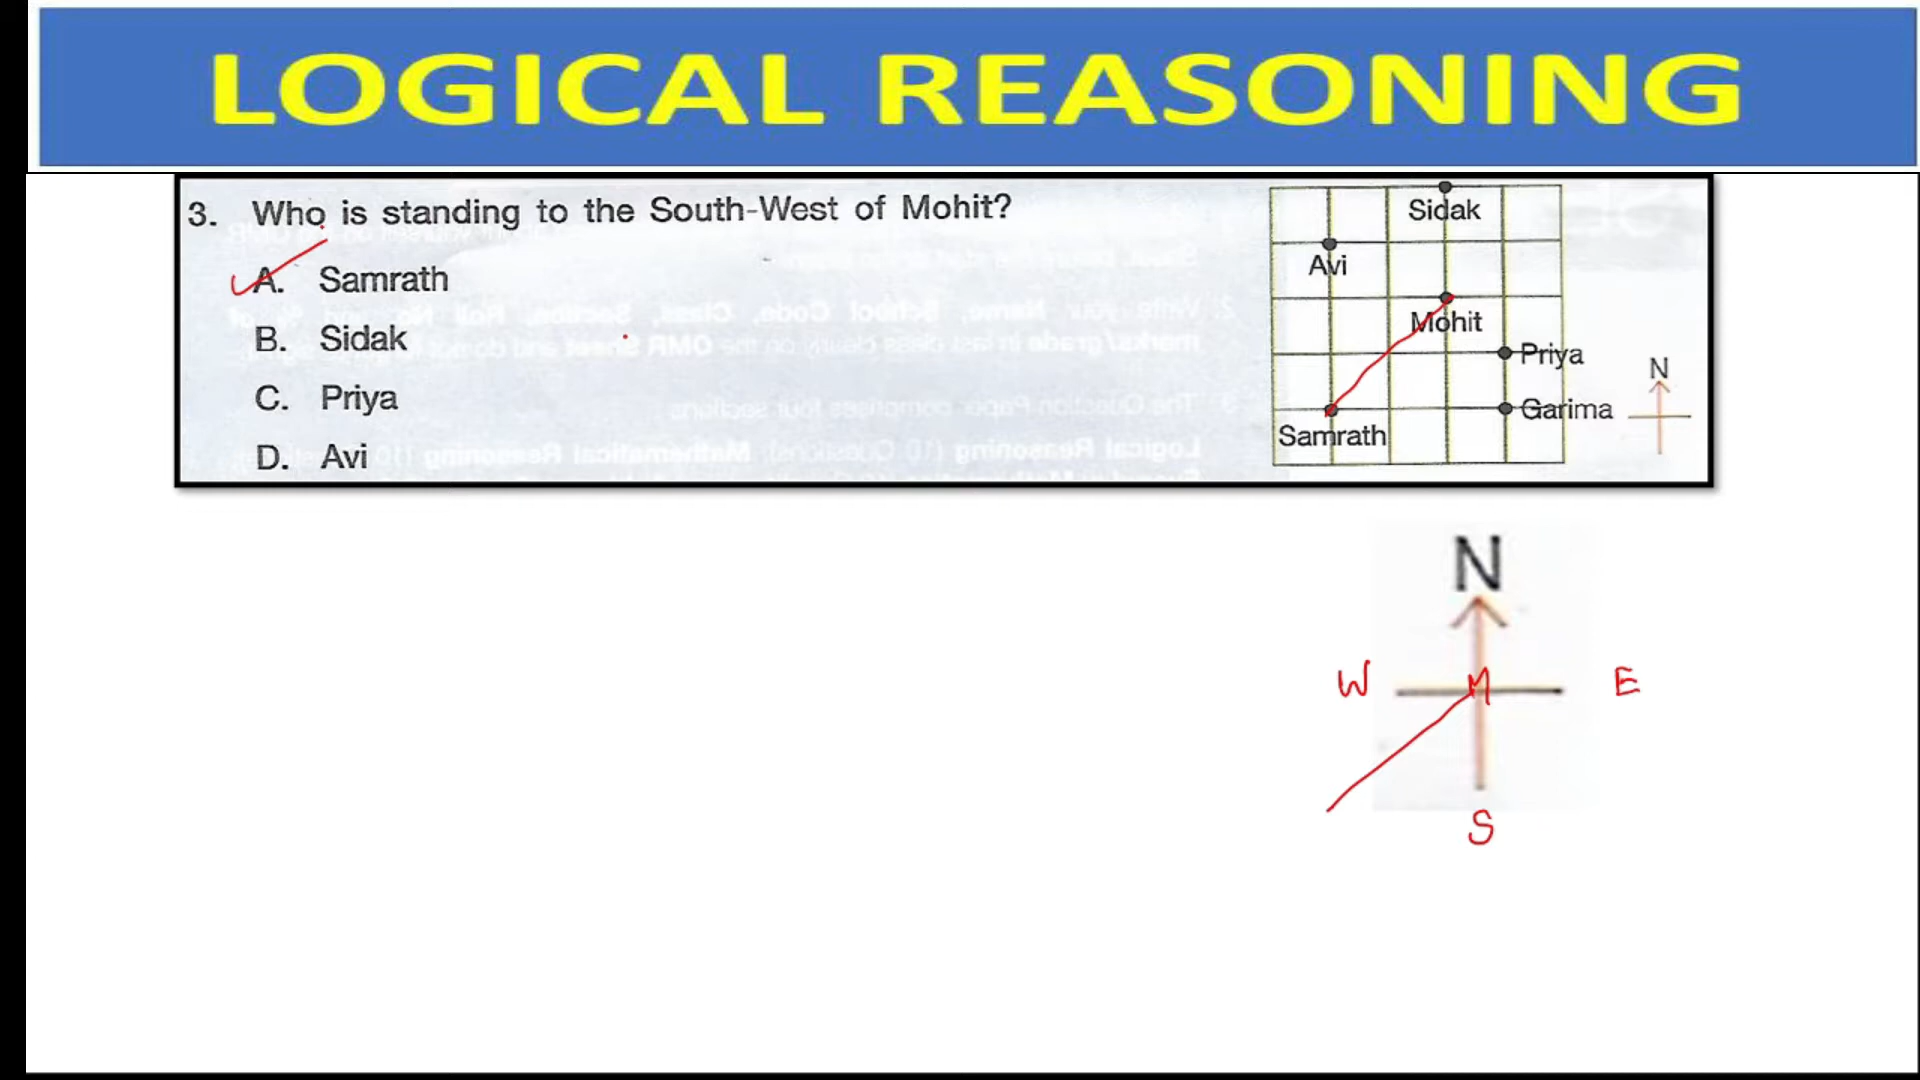 LOGICAL REASONING
3. Who is standing to the South-West of Mohit?
A. Samrath
B. Sidak
C. Priya
D. Avi
Sidak
Avi
Mohit
Priya
N
Garima
Samrath
N
W M E
S